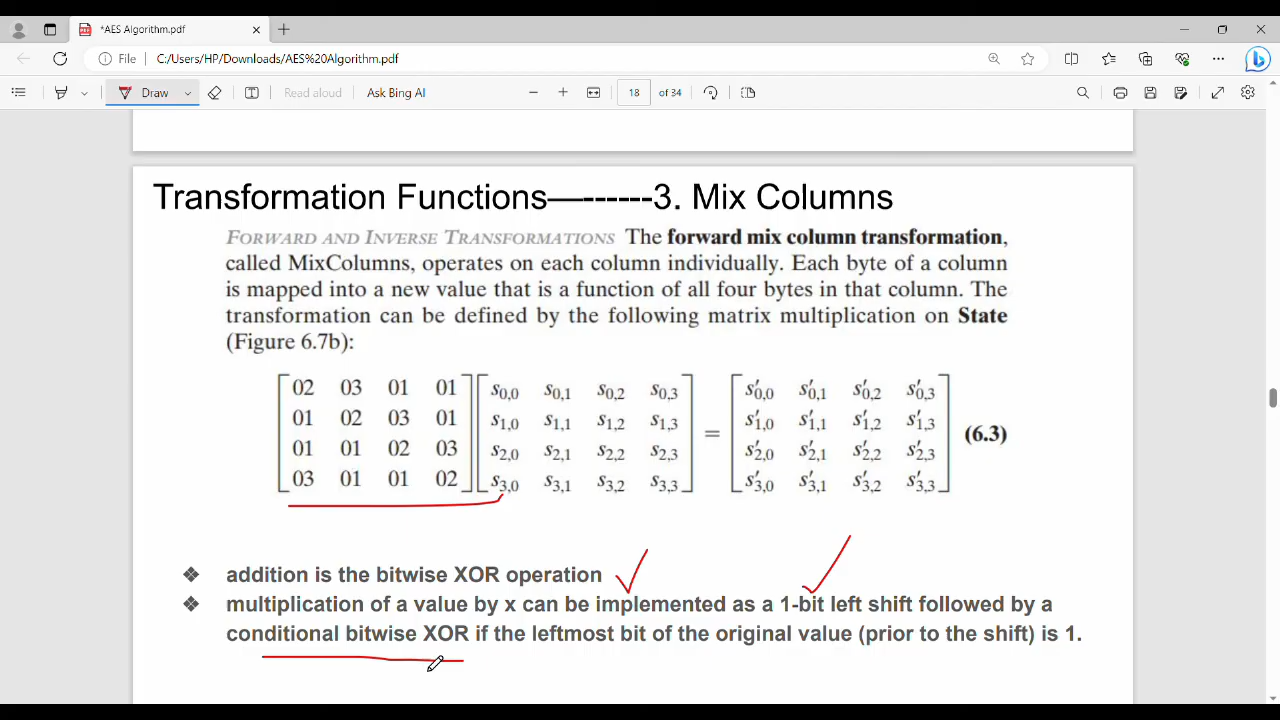 *AES Algorithm.pdf
File C:/Users/HP/Downloads/AES%20Algorithm.pdf
Draw Read aloud Ask Bing AI 18 of 34
Transformation Functions—------3. Mix Columns
FORWARD AND INVERSE TRANSFORMATIONS The forward mix column transformation,
called MixColumns, operates on each column individually. Each byte of a column
is mapped into a new value that is a function of all four bytes in that column. The
transformation can be defined by the following matrix multiplication on State
(Figure 6.7b):
02 03 01 01 s0,0 s0,1 s0,2 s0,3 s′0,0 s′0,1 s′0,2 s′0,3
01 02 03 01 s1,0 s1,1 s1,2 s1,3 s′1,0 s′1,1 s′1,2 s′1,3
= (6.3)
01 01 02 03 s2,0 s2,1 s2,2 s2,3 s′2,0 s′2,1 s′2,2 s′2,3
03 01 01 02 s3,0 s3,1 s3,2 s3,3 s′3,0 s′3,1 s′3,2 s′3,3
❖ addition is the bitwise XOR operation
❖ multiplication of a value by x can be implemented as a 1-bit left shift followed by a
conditional bitwise XOR if the leftmost bit of the original value (prior to the shift) is 1.